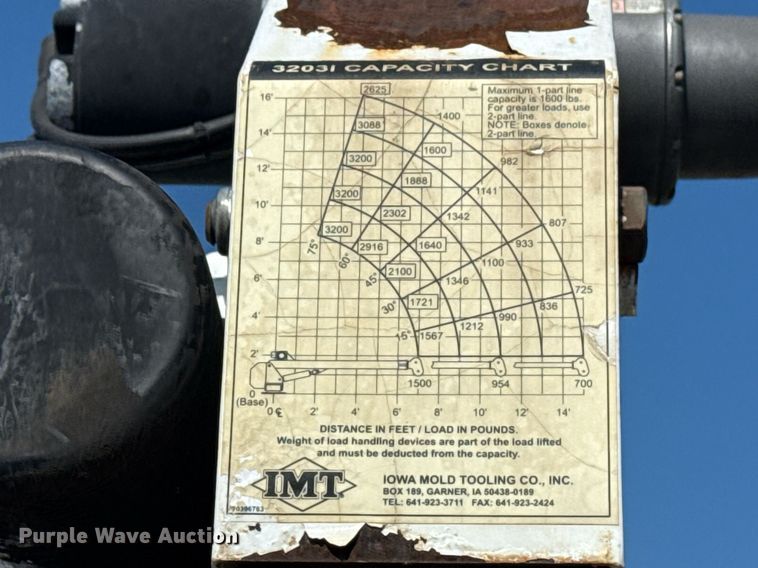 3203I CAPACITY CHART
Maximum 1-part line
capacity is 1600 lbs.
For greater loads, use
2-part line.
NOTE: Boxes denote
2-part line.
16'
2625
1400
14'
3088
1600
982
12'
3200
1888
1141
10'
3200
2302
1342
807
8'
3200
2916
1640
933
75°
60°
45°
2100
1100
6'
30°
1721
1346
725
4'
15°
1567
1212
990
836
2'
1500
954
700
0
(Base)
0 ℄ 2' 4' 6' 7' 8' 10' 12' 14'
DISTANCE IN FEET / LOAD IN POUNDS.
Weight of load handling devices are part of the load lifted
and must be deducted from the capacity.
IMT
IOWA MOLD TOOLING CO., INC.
BOX 189, GARNER, IA 50438-0189
TEL: 641-923-3711 FAX: 641-923-2424
70396763
Purple Wave Auction